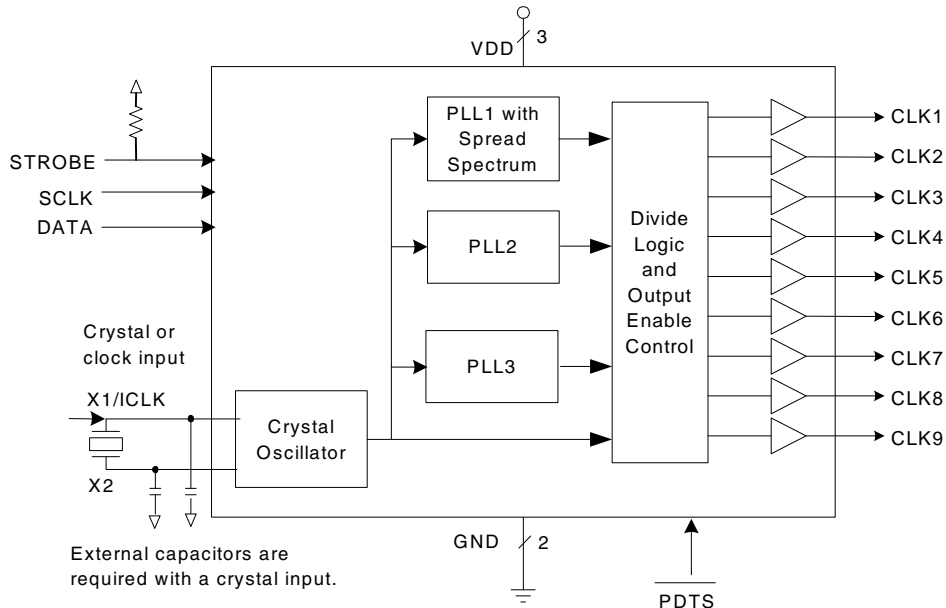 VDD
3
STROBE
SCLK
DATA
PLL1 with
Spread
Spectrum
PLL2
PLL3
Divide
Logic
and
Output
Enable
Control
CLK1
CLK2
CLK3
CLK4
CLK5
CLK6
CLK7
CLK8
CLK9
Crystal or
clock input
X1/ICLK
X2
Crystal
Oscillator
External capacitors are
required with a crystal input.
GND
2
PDTS